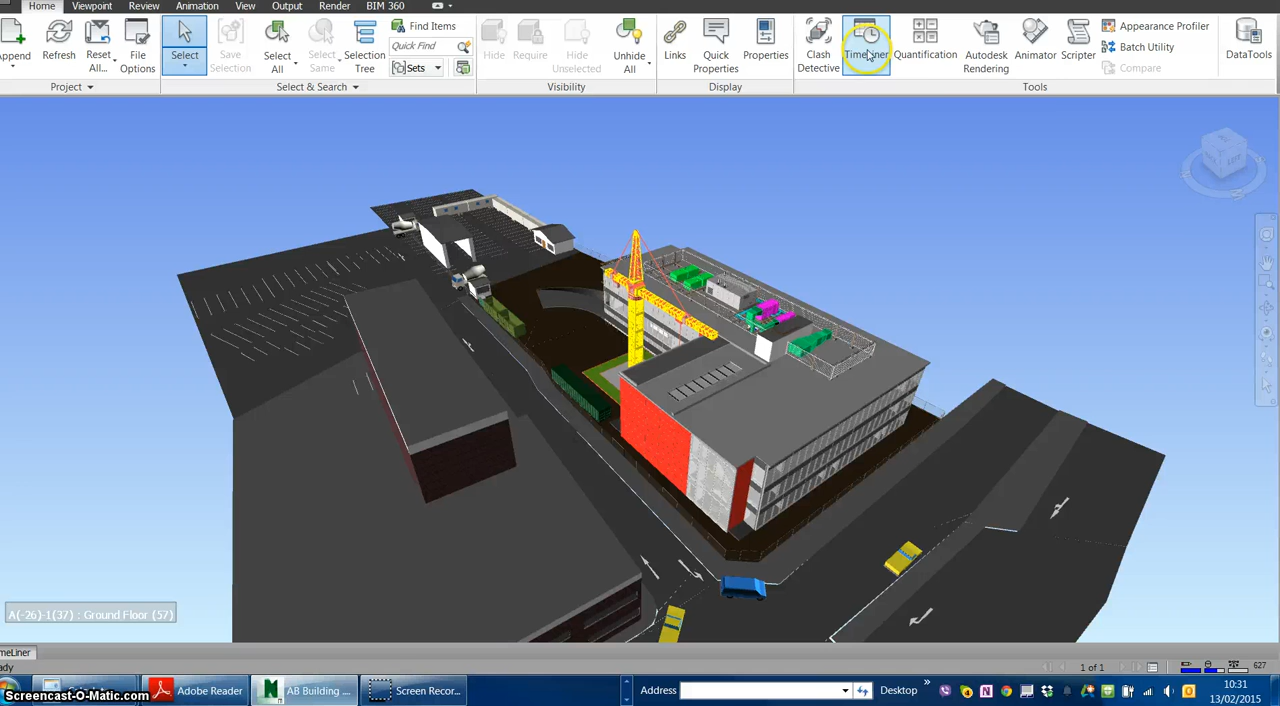 Home Viewpoint Review Animation View Output Render BIM 360
Append Refresh Reset All... File Options
Select Save Selection Select All Select Same Selection Tree
Find Items
Quick Find
Sets
Hide Require Hide Unselected Unhide All
Links Quick Properties Properties
Clash Detective TimeLiner Quantification Autodesk Rendering Animator Scripter
Appearance Profiler
Batch Utility
Compare
DataTools
Project Select & Search Visibility Display Tools
A(-26)-1(37) : Ground Floor (57)
meLiner
ady
1 of 1
627
Screencast-O-Matic.com
Adobe Reader
AB Building ...
Screen Recor...
Address
Desktop
10:31
13/02/2015